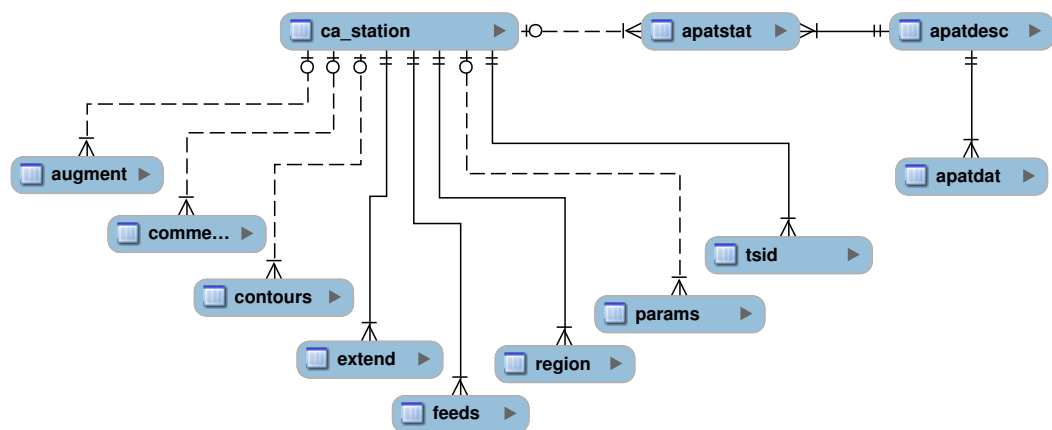 ca_station
apatstat
apatdesc
augment
apatdat
comme...
tsid
contours
params
extend
region
feeds